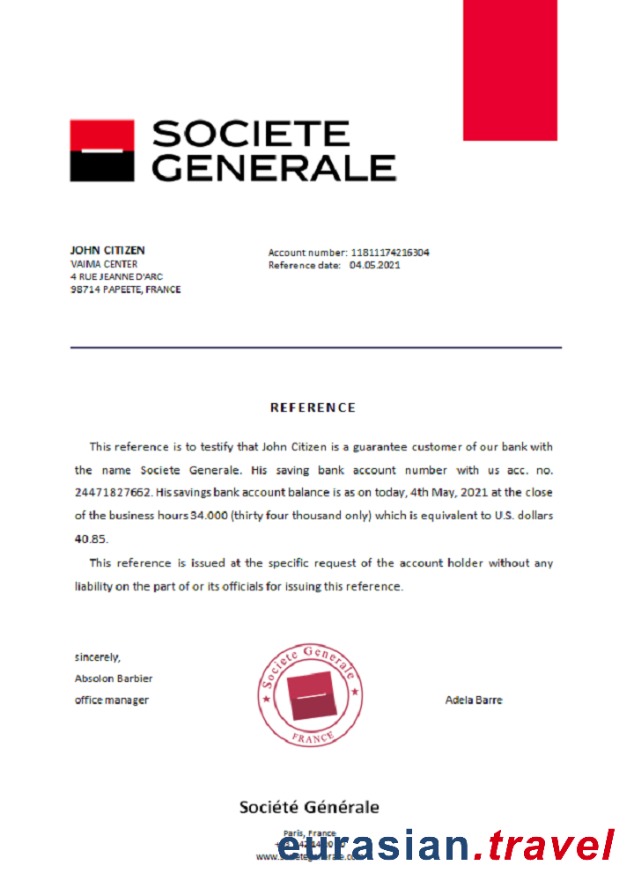 SOCIETE
GENERALE
JOHN CITIZEN
VAIMA CENTER
4 RUE JEANNE D'ARC
98714 PAPEETE, FRANCE
Account number: 11811174216304
Reference date: 04.05.2021
REFERENCE
This reference is to testify that John Citizen is a guarantee customer of our bank with
the name Societe Generale. His saving bank account number with us acc. no.
24471827662. His savings bank account balance is as on today, 4th May, 2021 at the close
of the business hours 34.000 (thirty four thousand only) which is equivalent to U.S. dollars
40.85.
This reference is issued at the specific request of the account holder without any
liability on the part of or its officials for issuing this reference.
sincerely,
Absolon Barbier
office manager
Societe Generale
FRANCE
Adela Barre
Société Générale
Paris, France
www.societegenerale.com
eurasian.travel